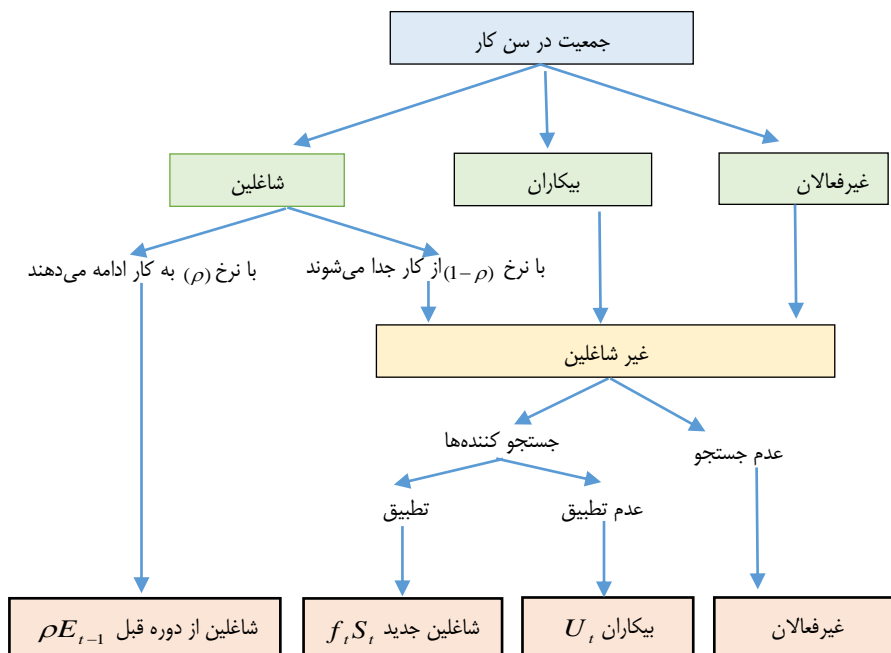 جمعیت در سن کار
غیرفعالان
بیکاران
شاغلین
با نرخ (1−ρ) از کار جدا می‌شوند
با نرخ (ρ) به کار ادامه می‌دهند
غیر شاغلین
عدم جستجو
جستجو کننده‌ها
عدم تطبیق
تطبیق
غیرفعالان
بیکاران U_t
شاغلین جدید f_t S_t
شاغلین از دوره قبل ρE_{t−1}